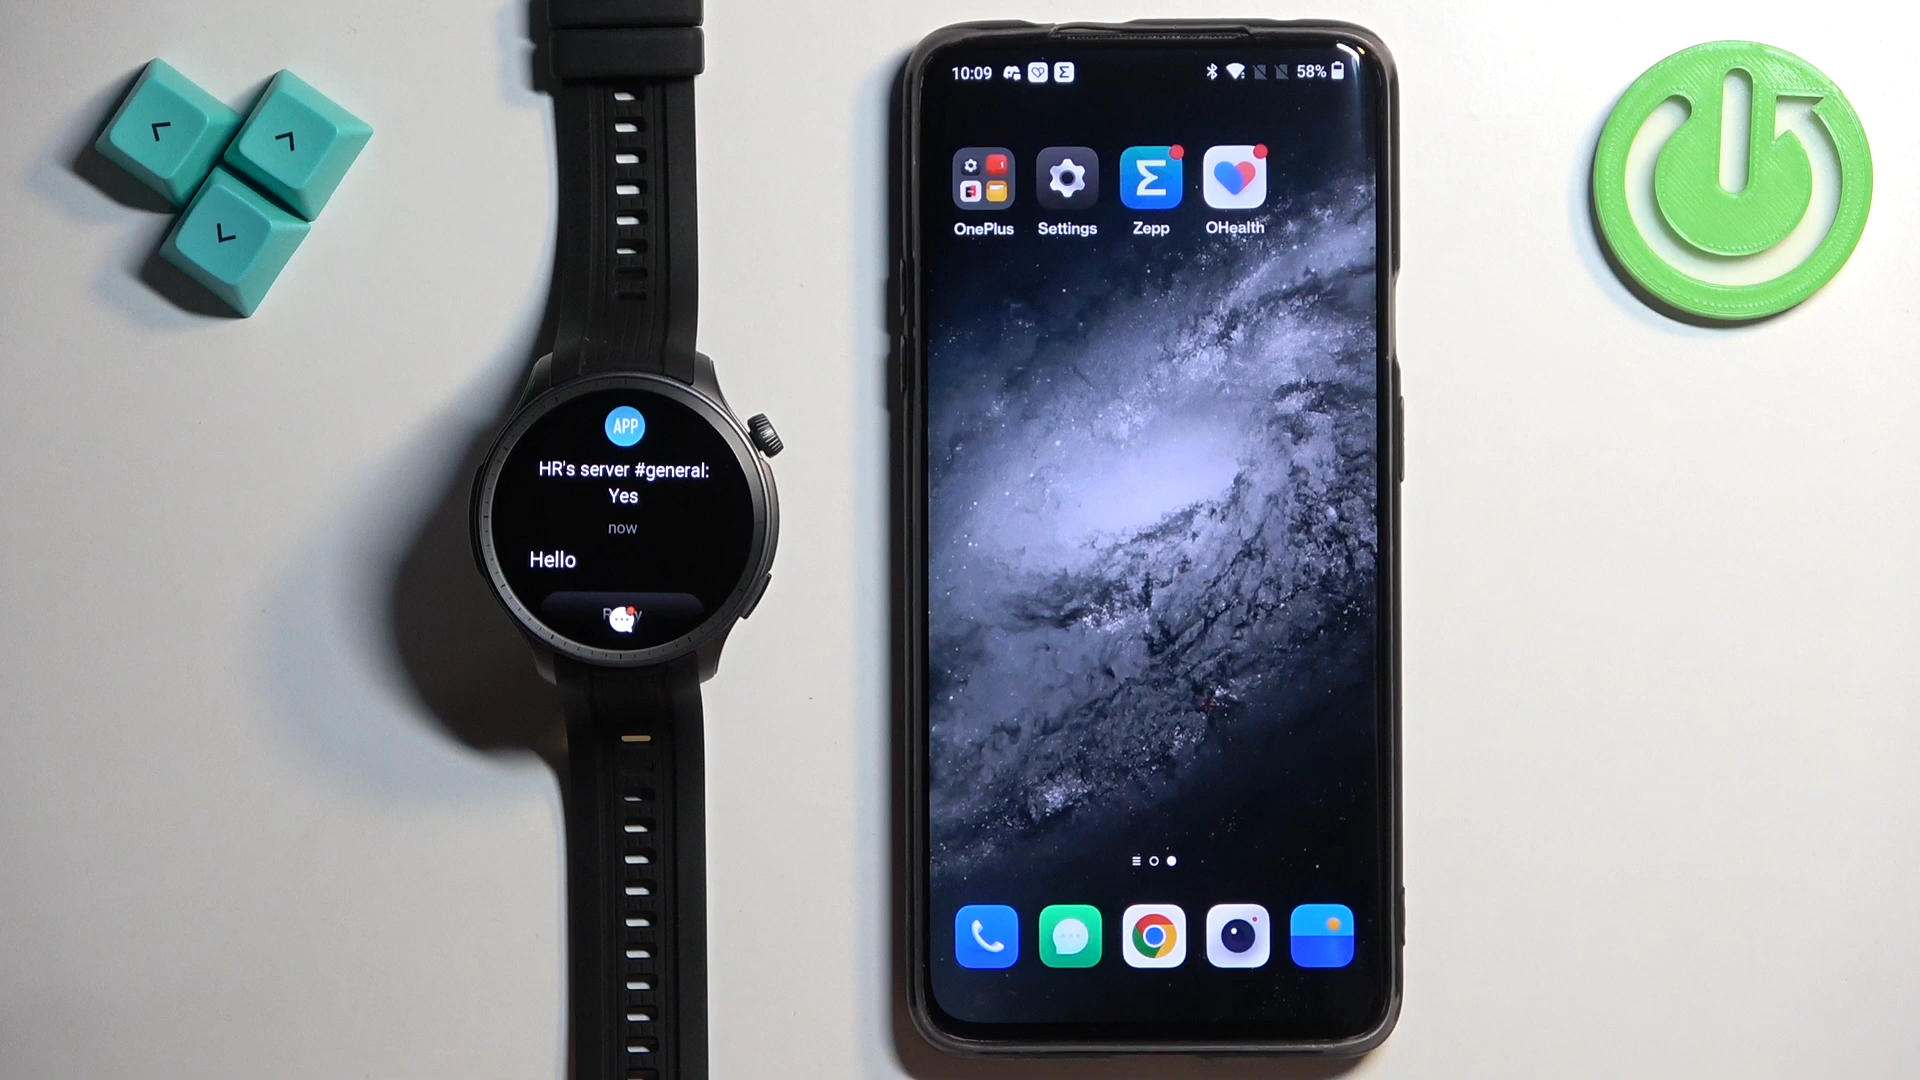 APP
HR's server #general:
Yes
now
Hello
10:09
58%
OnePlus
Settings
Zepp
OHealth